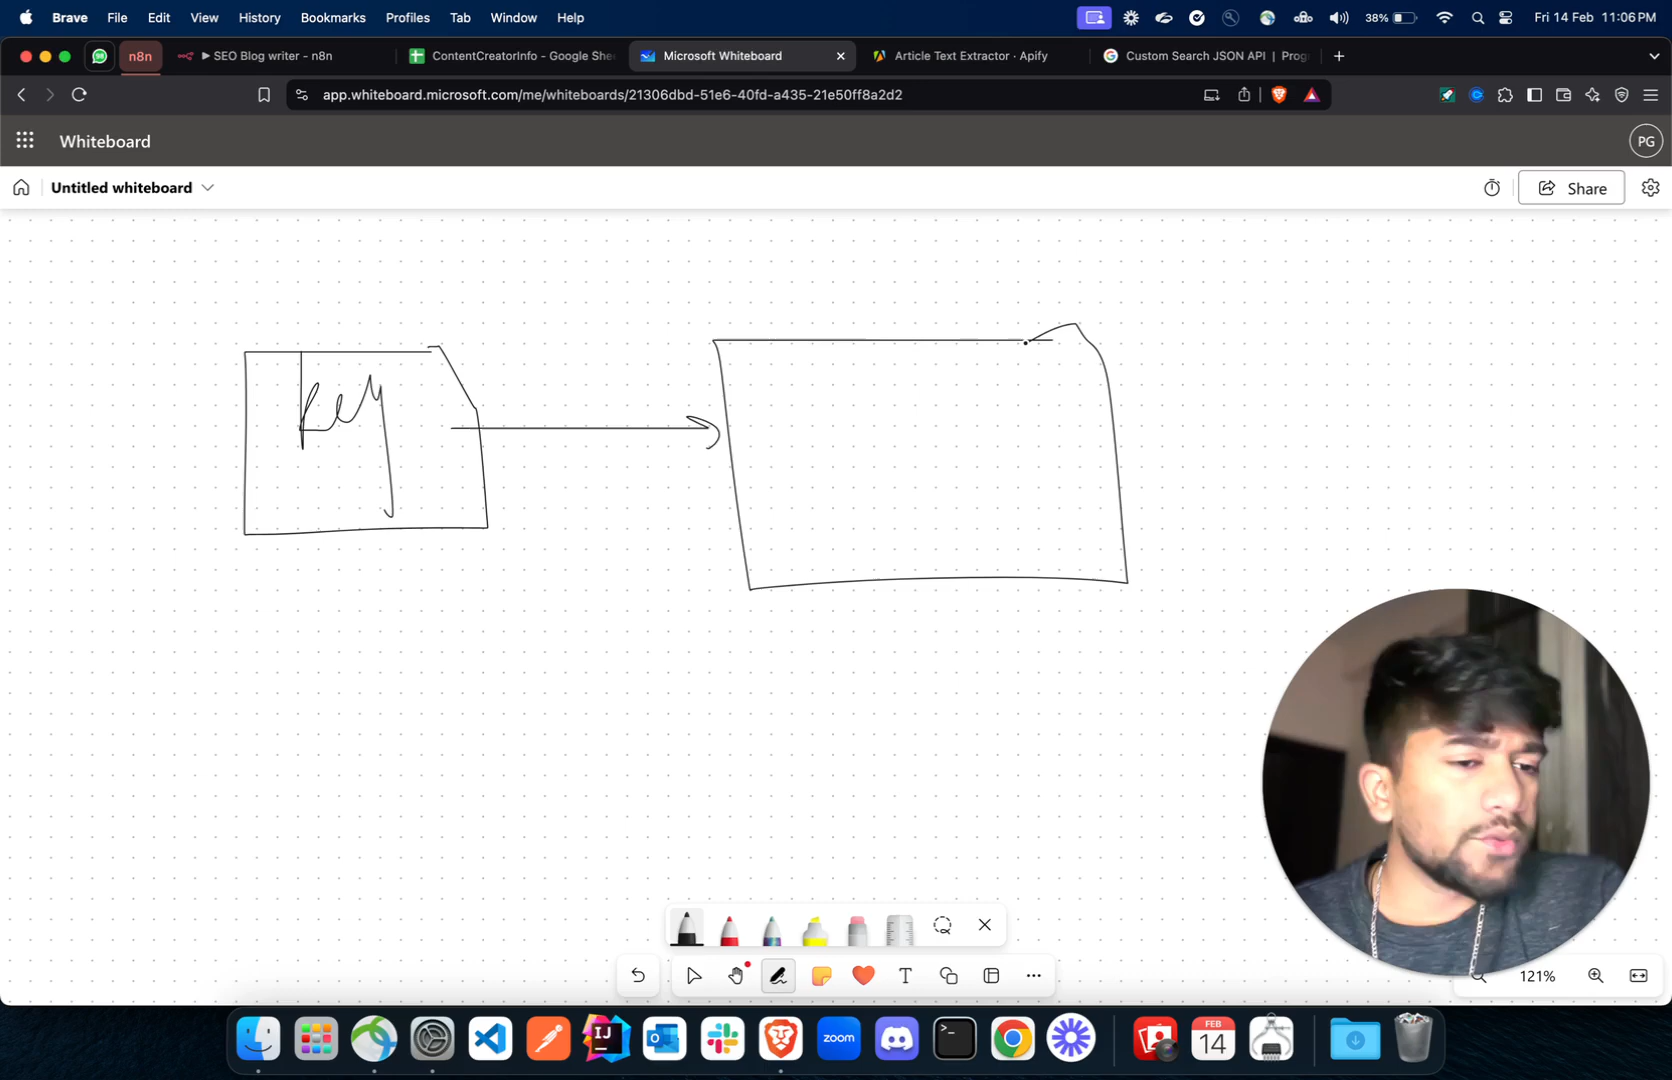 Brave File Edit View History Bookmarks Profiles Tab Window Help 38% Fri 14 Feb 11:06 PM
n8n SEO Blog writer - n8n ContentCreatorInfo - Google Shee Microsoft Whiteboard Article Text Extractor · Apify Custom Search JSON API | Prog
app.whiteboard.microsoft.com/me/whiteboards/21306dbd-51e6-40fd-a435-21e50ff8a2d2
Whiteboard PG
Untitled whiteboard Share
key
121%
zoom FEB
14